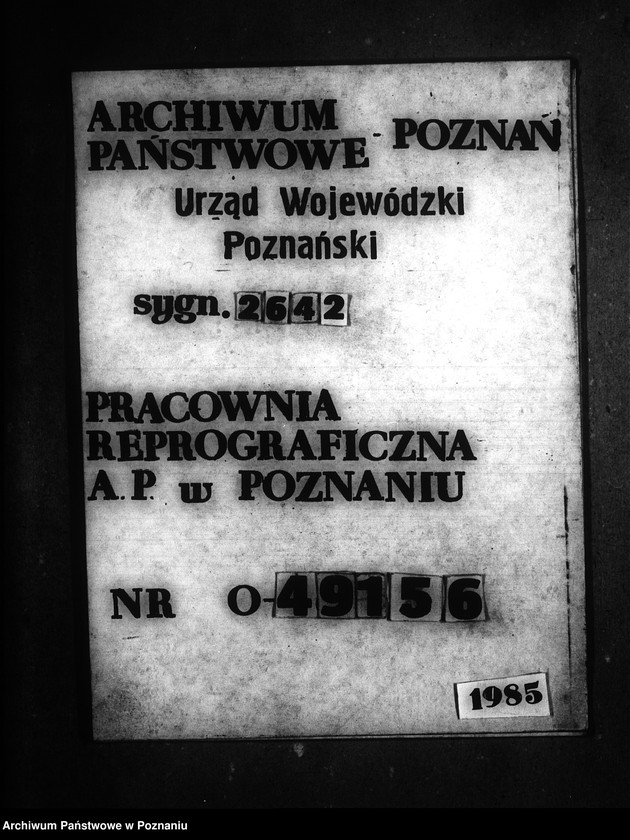 ARCHIWUM
PAŃSTWOWE - POZNAŃ
Urząd Wojewódzki
Poznański
sygn. 2642
PRACOWNIA
REPROGRAFICZNA
A.P. w POZNANIU
NR O-49156
1985
Archiwum Państwowe w Poznaniu